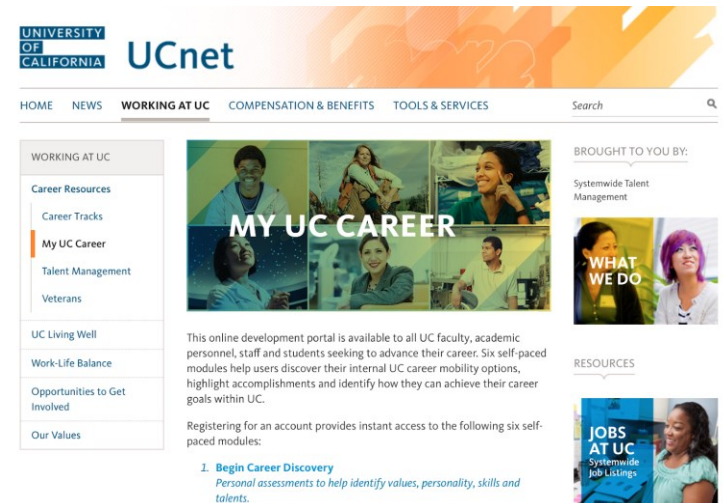 UNIVERSITY
OF
CALIFORNIA
UCnet
HOME NEWS WORKING AT UC COMPENSATION & BENEFITS TOOLS & SERVICES Search
WORKING AT UC
Career Resources
Career Tracks
My UC Career
Talent Management
Veterans
UC Living Well
Work-Life Balance
Opportunities to Get
Involved
Our Values
MY UC CAREER
This online development portal is available to all UC faculty, academic
personnel, staff and students seeking to advance their career. Six self-paced
modules help users discover their internal UC career mobility options,
highlight accomplishments and identify how they can achieve their career
goals within UC.
Registering for an account provides instant access to the following six self-
paced modules:
1. Begin Career Discovery
Personal assessments to help identify values, personality, skills and
talents.
BROUGHT TO YOU BY:
Systemwide Talent
Management
WHAT
WE DO
RESOURCES
JOBS
AT UC
Systemwide
Job Listings